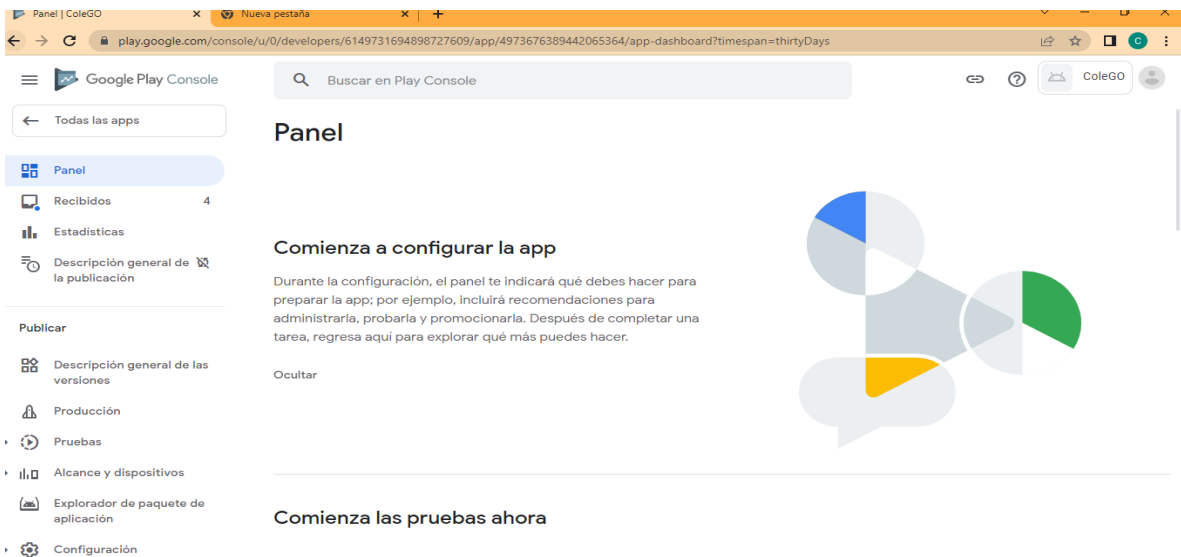 Panel | ColeGO
Nueva pestaña
play.google.com/console/u/0/developers/6149731694898727609/app/4973676389442065364/app-dashboard?timespan=thirtyDays
C
Google Play Console
Buscar en Play Console
ColeGO
Todas las apps
Panel
Panel
Recibidos 4
Estadísticas
Descripción general de
la publicación
Publicar
Descripción general de las
versiones
Producción
Pruebas
Alcance y dispositivos
Explorador de paquete de
aplicación
Configuración
Comienza a configurar la app
Durante la configuración, el panel te indicará qué debes hacer para
preparar la app; por ejemplo, incluirá recomendaciones para
administrarla, probarla y promocionarla. Después de completar una
tarea, regresa aquí para explorar qué más puedes hacer.
Ocultar
Comienza las pruebas ahora